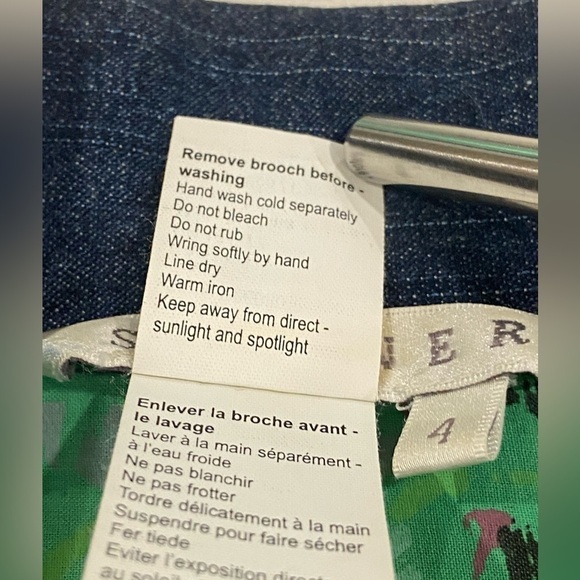 Remove brooch before -
washing
Hand wash cold separately
Do not bleach
Do not rub
Wring softly by hand
Line dry
Warm iron
Keep away from direct -
sunlight and spotlight
S
E R
4
Enlever la broche avant -
le lavage
Laver à la main séparément -
à l'eau froide
Ne pas blanchir
Ne pas frotter
Tordre délicatement à la main
Suspendre pour faire sécher
Fer tiede
Eviter l'exposition
au